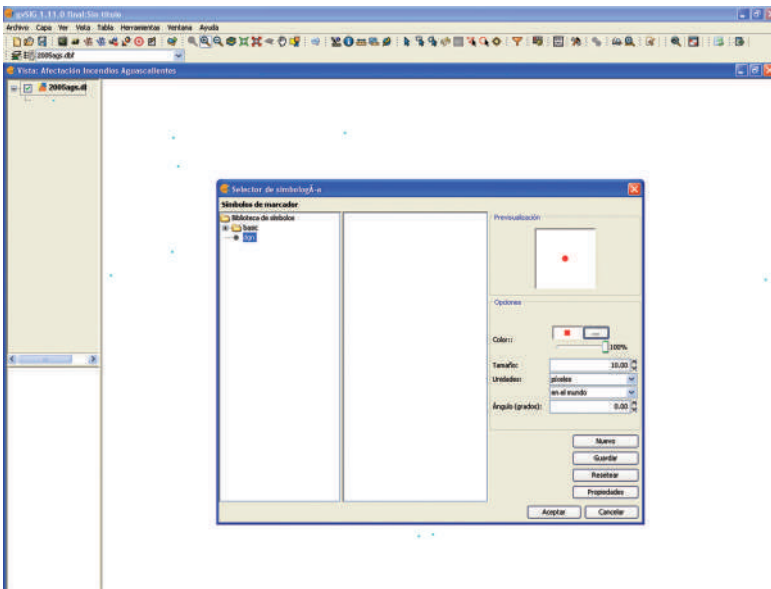 gvSIG 1.11.0 final:Sin título
Archivo Capa Ver Vista Tabla Herramientas Ventana Ayuda
2005ags.dbf
Vista: Afectación Incendios Aguascalientes
2005ags.d
Selector de simbologÃ-a
Símbolos de marcador
Biblioteca de símbolos
basic
dgn
Previsualización
Opciones
Color::
...
100%
Tamaño: 10.00
Unidades: píxeles
en el mundo
Ángulo (grados): 0.00
Nuevo
Guardar
Resetear
Propiedades
Aceptar Cancelar